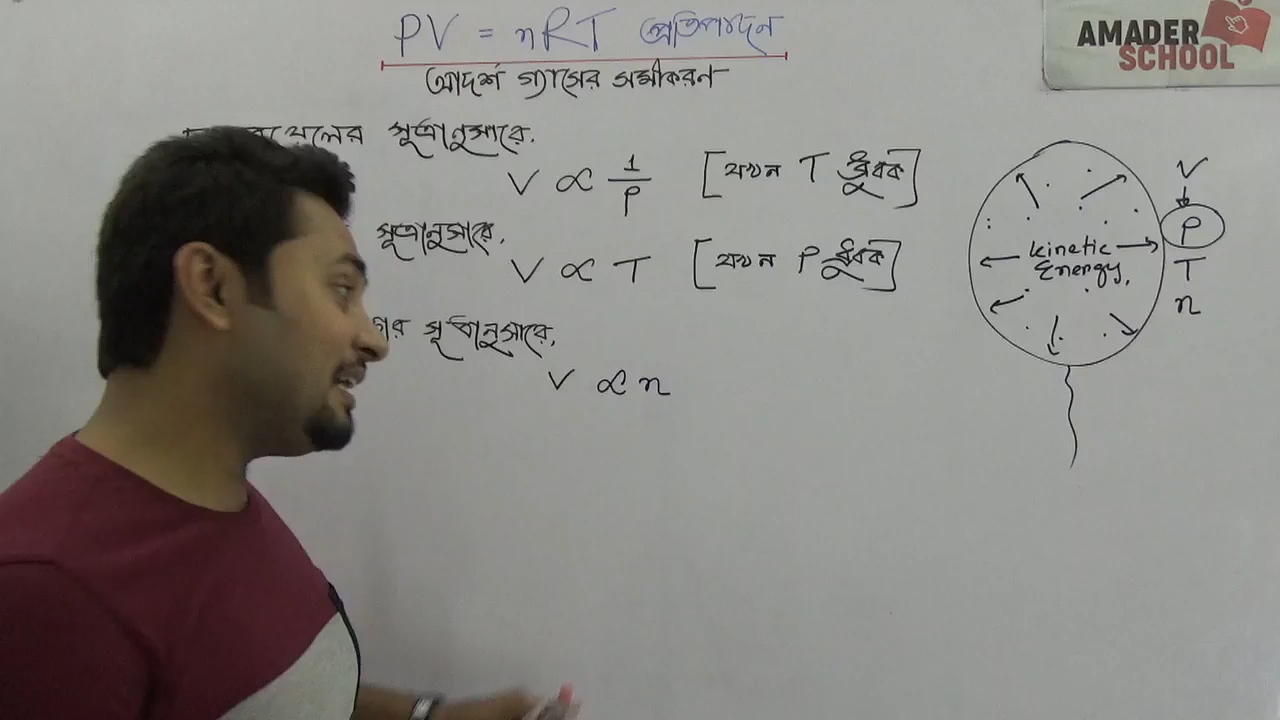 PV = nRT প্রতিপাদন
আদর্শ গ্যাসের সমীকরণ
AMADER
SCHOOL
সূত্রানুসারে,
V ∝ 1/P [যখন T ধ্রুবক]
সূত্রানুসারে,
V ∝ T [যখন P ধ্রুবক]
সূত্রানুসারে,
V ∝ n
Kinetic
Energy,
V
P
T
n